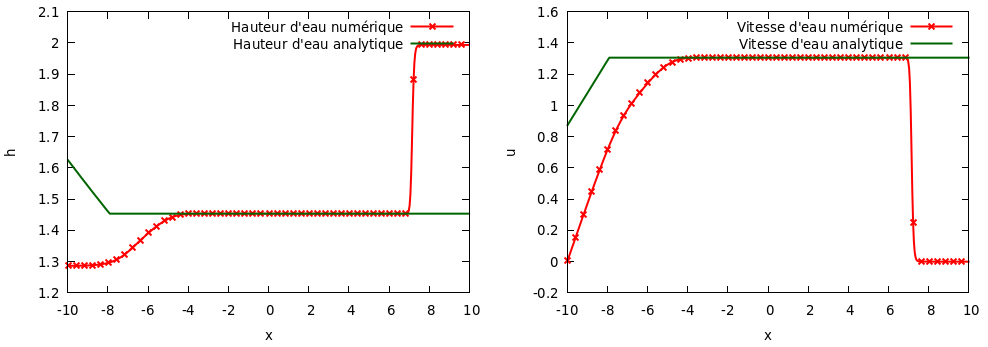 2.1
2
1.9
1.8
1.7
1.6
1.5
1.4
1.3
1.2
h
Hauteur d'eau numérique
Hauteur d'eau analytique
-10 -8 -6 -4 -2 0 2 4 6 8 10
x
1.6
1.4
1.2
1
0.8
0.6
0.4
0.2
0
-0.2
u
Vitesse d'eau numérique
Vitesse d'eau analytique
-10 -8 -6 -4 -2 0 2 4 6 8 10
x